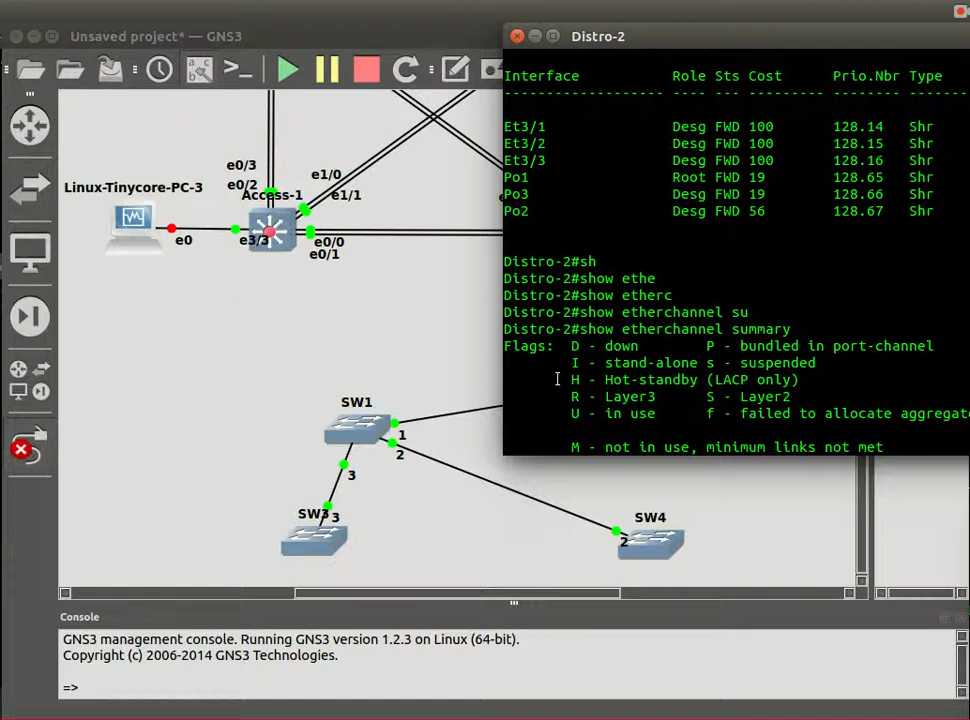 Unsaved project* — GNS3
Distro-2
Interface Role Sts Cost Prio.Nbr Type
------------------- ---- --- --------- -------- -----
Et3/1 Desg FWD 100 128.14 Shr
Et3/2 Desg FWD 100 128.15 Shr
Et3/3 Desg FWD 100 128.16 Shr
Po1 Root FWD 19 128.65 Shr
Po3 Desg FWD 19 128.66 Shr
Po2 Desg FWD 56 128.67 Shr
Distro-2#sh
Distro-2#show ethe
Distro-2#show etherc
Distro-2#show etherchannel su
Distro-2#show etherchannel summary
Flags: D - down P - bundled in port-channel
I - stand-alone s - suspended
H - Hot-standby (LACP only)
R - Layer3 S - Layer2
U - in use f - failed to allocate aggregat
M - not in use, minimum links not met
e0/3
e0/2
e1/0
Linux-Tinycore-PC-3
Access-1
e1/1
e0
e3/3
e0/0
e0/1
SW1
1
2
3
SW3
3
SW4
2
Console
GNS3 management console. Running GNS3 version 1.2.3 on Linux (64-bit).
Copyright (c) 2006-2014 GNS3 Technologies.
=>